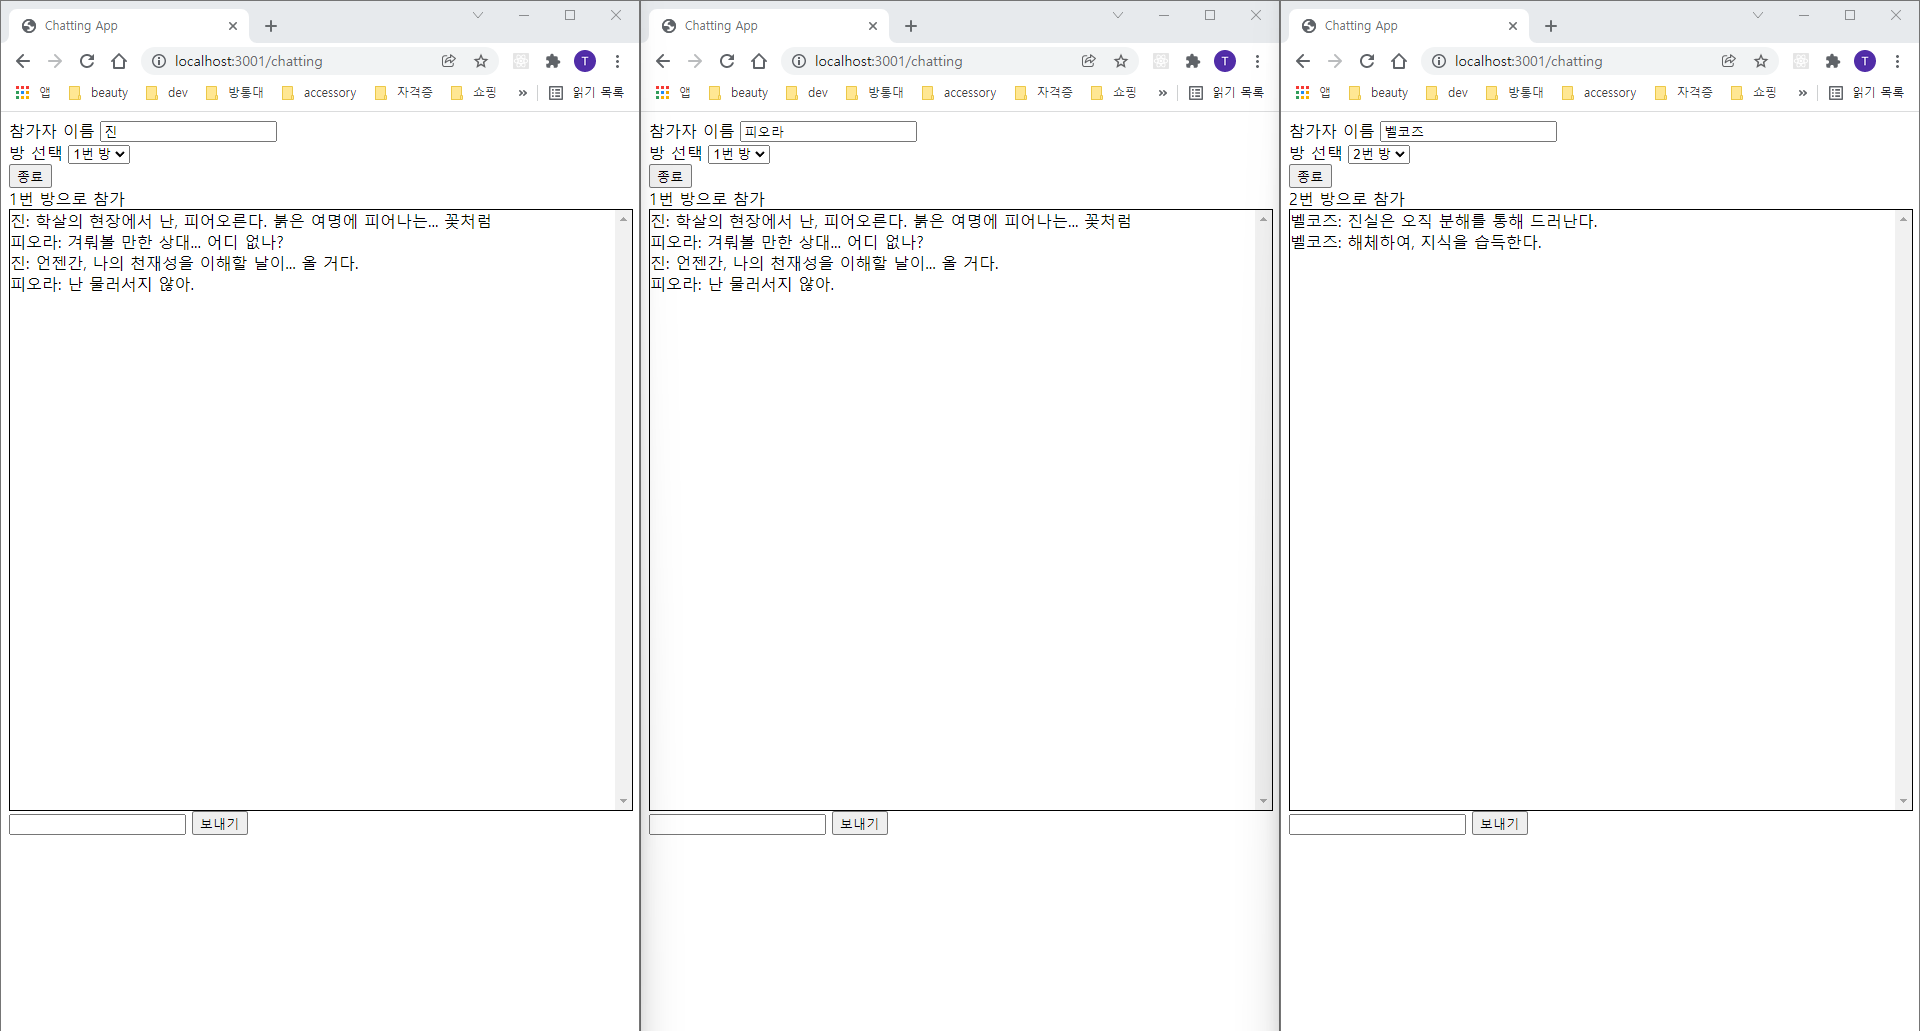 Chatting App
localhost:3001/chatting
T
앱 beauty dev 방통대 accessory 자격증 쇼핑 » 읽기 목록
참가자 이름 진
방 선택 1번 방
종료
1번 방으로 참가
진: 학살의 현장에서 난, 피어오른다. 붉은 여명에 피어나는... 꽃처럼
피오라: 겨뤄볼 만한 상대... 어디 없나?
진: 언젠간, 나의 천재성을 이해할 날이... 올 거다.
피오라: 난 물러서지 않아.
보내기
Chatting App
localhost:3001/chatting
T
앱 beauty dev 방통대 accessory 자격증 쇼핑 » 읽기 목록
참가자 이름 피오라
방 선택 1번 방
종료
1번 방으로 참가
진: 학살의 현장에서 난, 피어오른다. 붉은 여명에 피어나는... 꽃처럼
피오라: 겨뤄볼 만한 상대... 어디 없나?
진: 언젠간, 나의 천재성을 이해할 날이... 올 거다.
피오라: 난 물러서지 않아.
보내기
Chatting App
localhost:3001/chatting
T
앱 beauty dev 방통대 accessory 자격증 쇼핑 » 읽기 목록
참가자 이름 벨코즈
방 선택 2번 방
종료
2번 방으로 참가
벨코즈: 진실은 오직 분해를 통해 드러난다.
벨코즈: 해체하여, 지식을 습득한다.
보내기